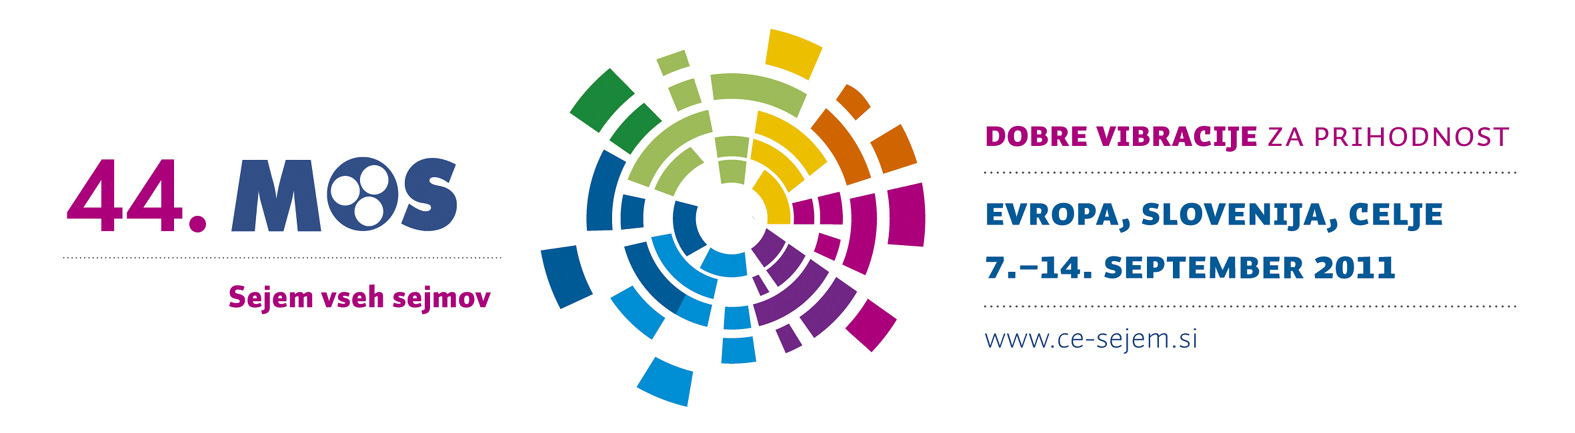 44. MOS
Sejem vseh sejmov
DOBRE VIBRACIJE ZA PRIHODNOST
EVROPA, SLOVENIJA, CELJE
7.–14. SEPTEMBER 2011
www.ce-sejem.si